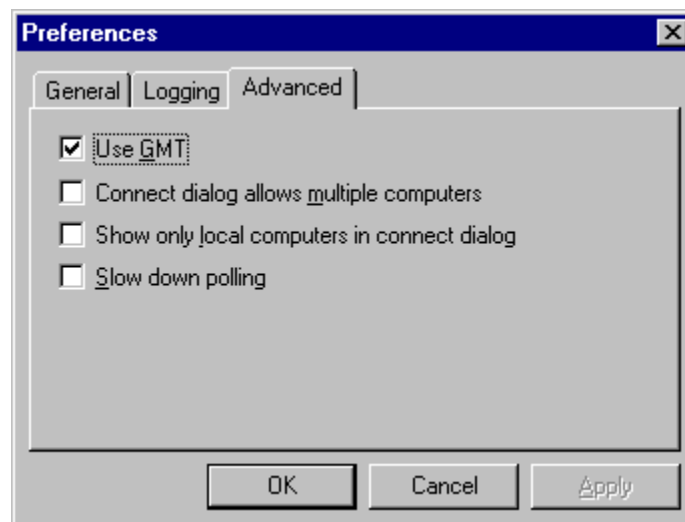 Preferences
General Logging Advanced
Use GMT
Connect dialog allows multiple computers
Show only local computers in connect dialog
Slow down polling
OK Cancel Apply